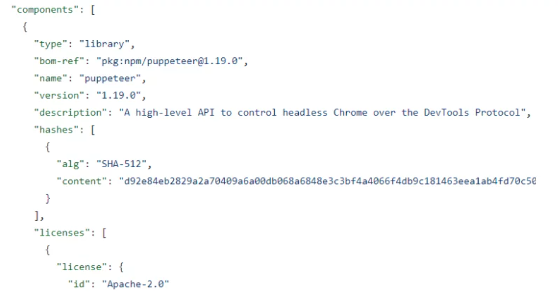 "components": [
{
"type": "library",
"bom-ref": "pkg:npm/puppeteer@1.19.0",
"name": "puppeteer",
"version": "1.19.0",
"description": "A high-level API to control headless Chrome over the DevTools Protocol",
"hashes": [
{
"alg": "SHA-512",
"content": "d92e84eb2829a2a70409a6a00db068a6848e3c3bf4a4066f4db9c181463eea1ab4fd70c50
}
],
"licenses": [
{
"license": {
"id": "Apache-2.0"